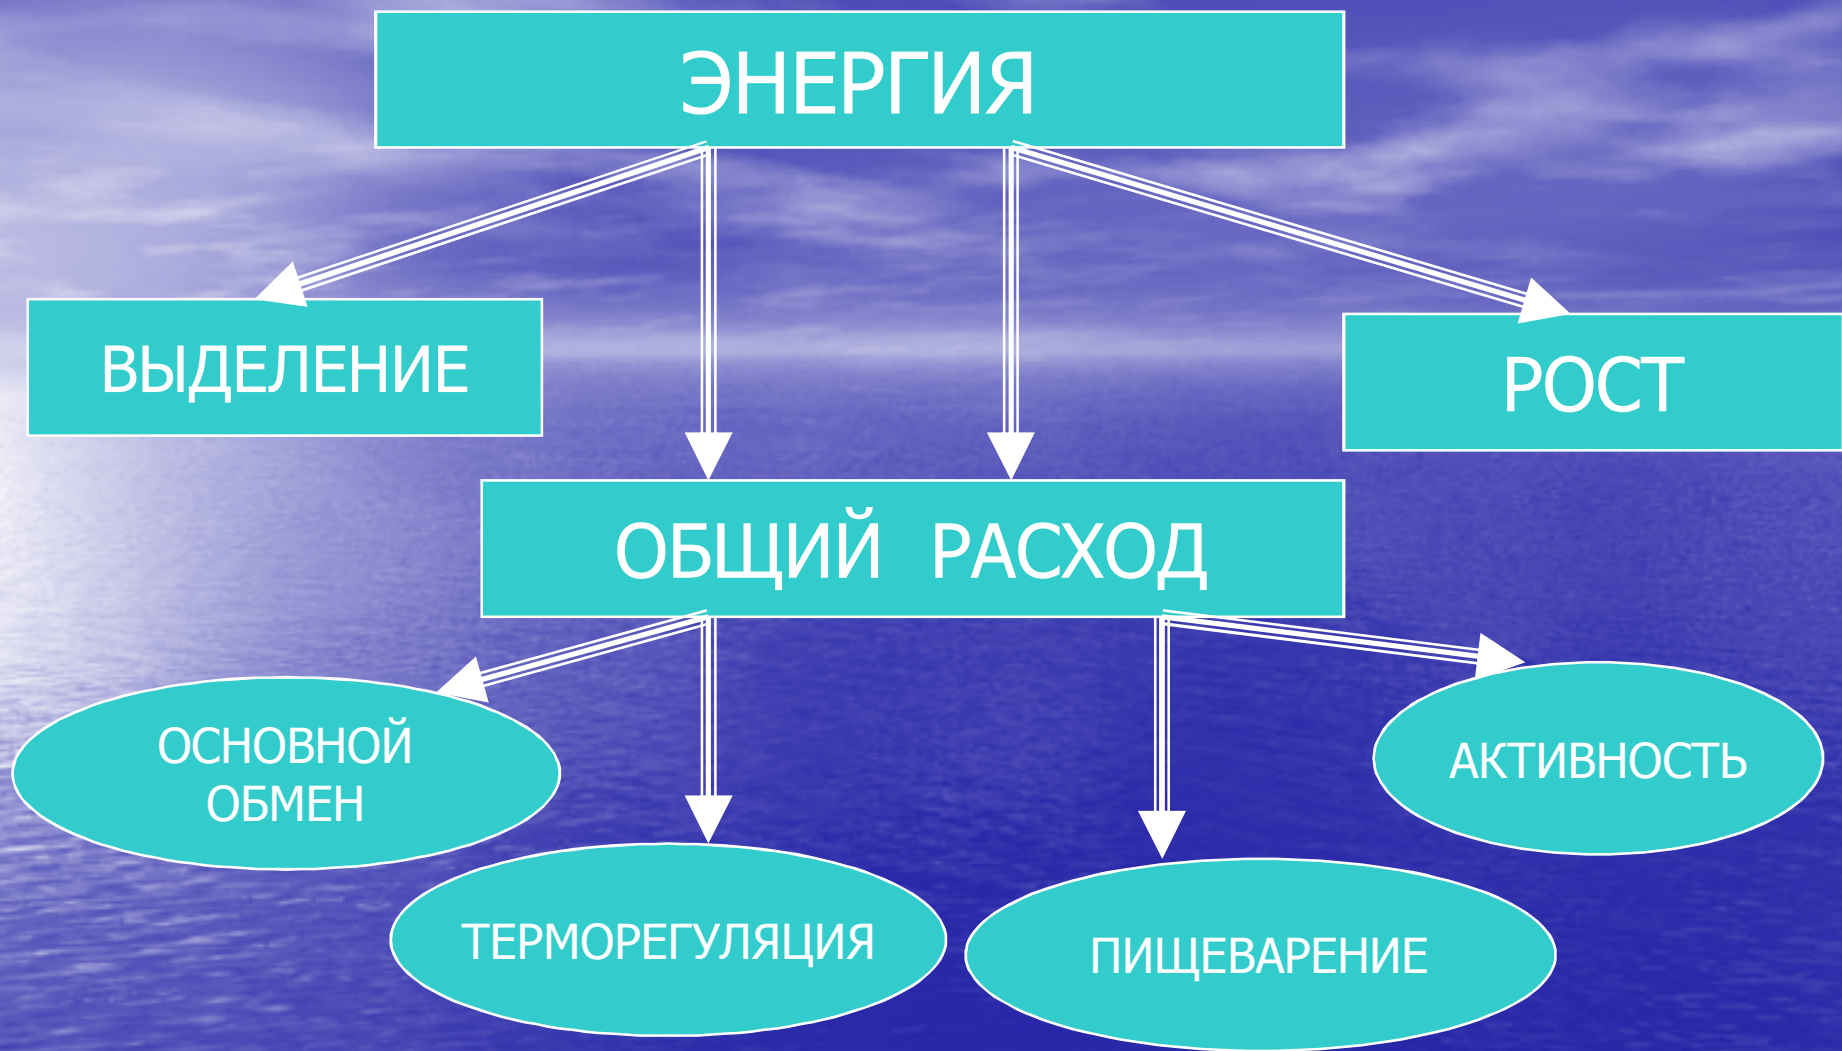 ЭНЕРГИЯ
ВЫДЕЛЕНИЕ
РОСТ
ОБЩИЙ РАСХОД
ОСНОВНОЙ
ОБМЕН
АКТИВНОСТЬ
ТЕРМОРЕГУЛЯЦИЯ
ПИЩЕВАРЕНИЕ